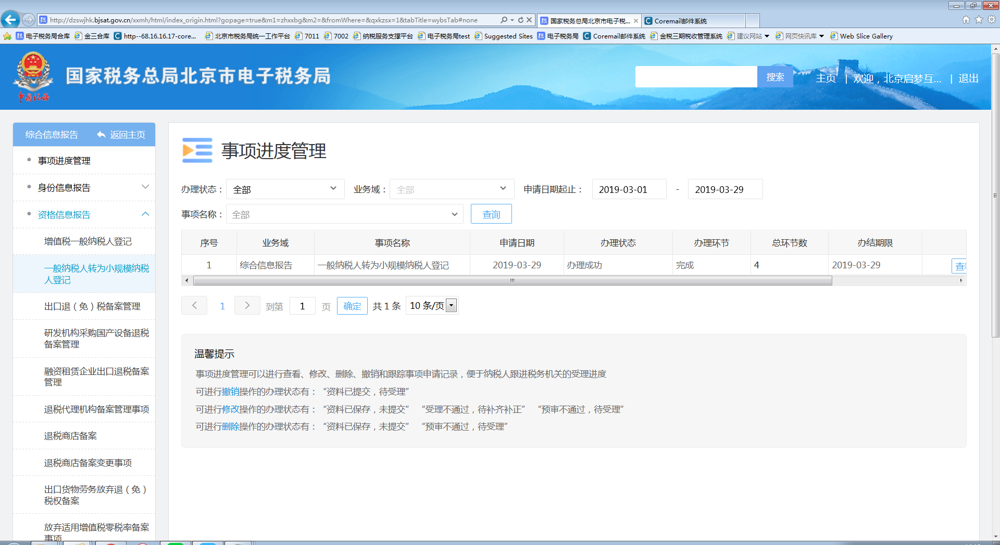 http://dzswjhk.bjsat.gov.cn/xxmh/html/index_origin.html?gopage=true&m1=zhxxbg&m2=&fromWhere=&qxkzsx=1&tabTitle=wybsTab#none
国家税务总局北京市电子税...
Coremail邮件系统
电子税务局合库 金三合库 http--68.16.16.17-core... 北京市税务局统一工作平台 7011 7002 纳税服务支撑平台 电子税务局test Suggested Sites 电子税务局 Coremail邮件系统 金税三期税收管理系统 建议网站 网页快讯库 Web Slice Gallery
国家税务总局北京市电子税务局
中国税务
搜索
主页 | 欢迎，北京启梦互... | 退出
综合信息报告 返回主页
事项进度管理
身份信息报告
资格信息报告
增值税一般纳税人登记
一般纳税人转为小规模纳税
人登记
出口退（免）税备案管理
研发机构采购国产设备退税
备案管理
融资租赁企业出口退税备案
管理
退税代理机构备案管理事项
退税商店备案
退税商店备案变更事项
出口货物劳务放弃退（免）
税权备案
放弃适用增值税零税率备案
事项
事项进度管理
办理状态： 全部 业务域： 全部 申请日期起止： 2019-03-01 - 2019-03-29
事项名称： 全部 查询
序号 业务域 事项名称 申请日期 办理状态 办理环节 总环节数 办结期限
1 综合信息报告 一般纳税人转为小规模纳税人登记 2019-03-29 办理成功 完成 4 2019-03-29
1 到第 1 页 确定 共 1 条 10 条/页
温馨提示
事项进度管理可以进行查看、修改、删除、撤销和跟踪事项申请记录，便于纳税人跟进税务机关的受理进度
可进行撤销操作的办理状态有：“资料已提交，待受理”
可进行修改操作的办理状态有：“资料已保存，未提交” “受理不通过，待补齐补正” “预审不通过，待受理”
可进行删除操作的办理状态有：“资料已保存，未提交” “预审不通过，待受理”